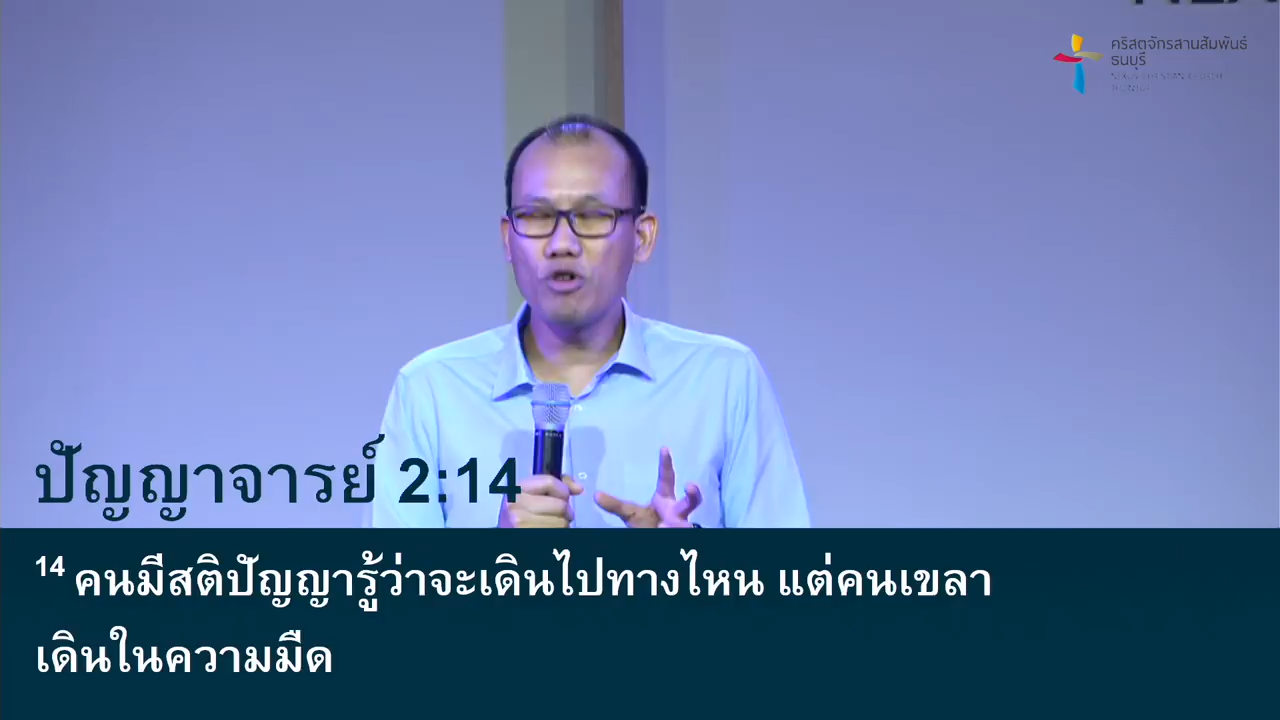 คริสตจักรสานสัมพันธ์
ธนบุรี
ปัญญาจารย์ 2:14
14 คนมีสติปัญญารู้ว่าจะเดินไปทางไหน แต่คนเขลา
เดินในความมืด